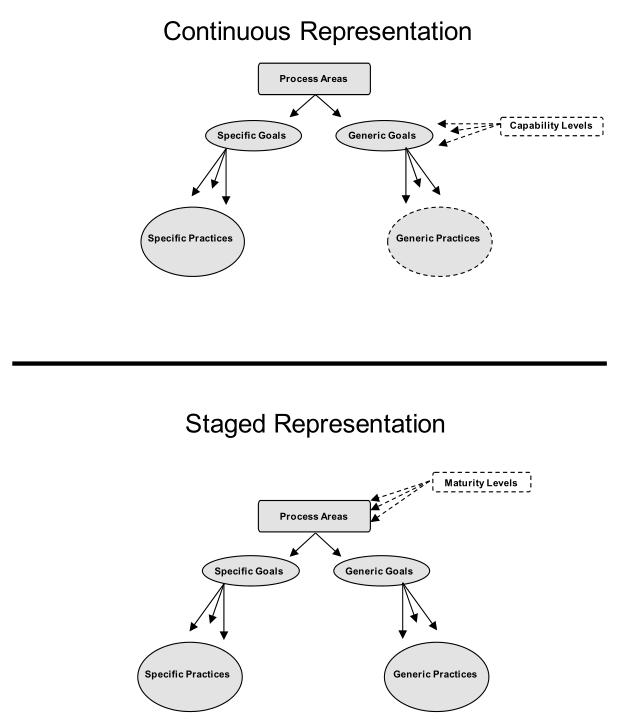 Continuous Representation
Process Areas
Specific Goals
Generic Goals
Capability Levels
Specific Practices
Generic Practices
Staged Representation
Maturity Levels
Process Areas
Specific Goals
Generic Goals
Specific Practices
Generic Practices